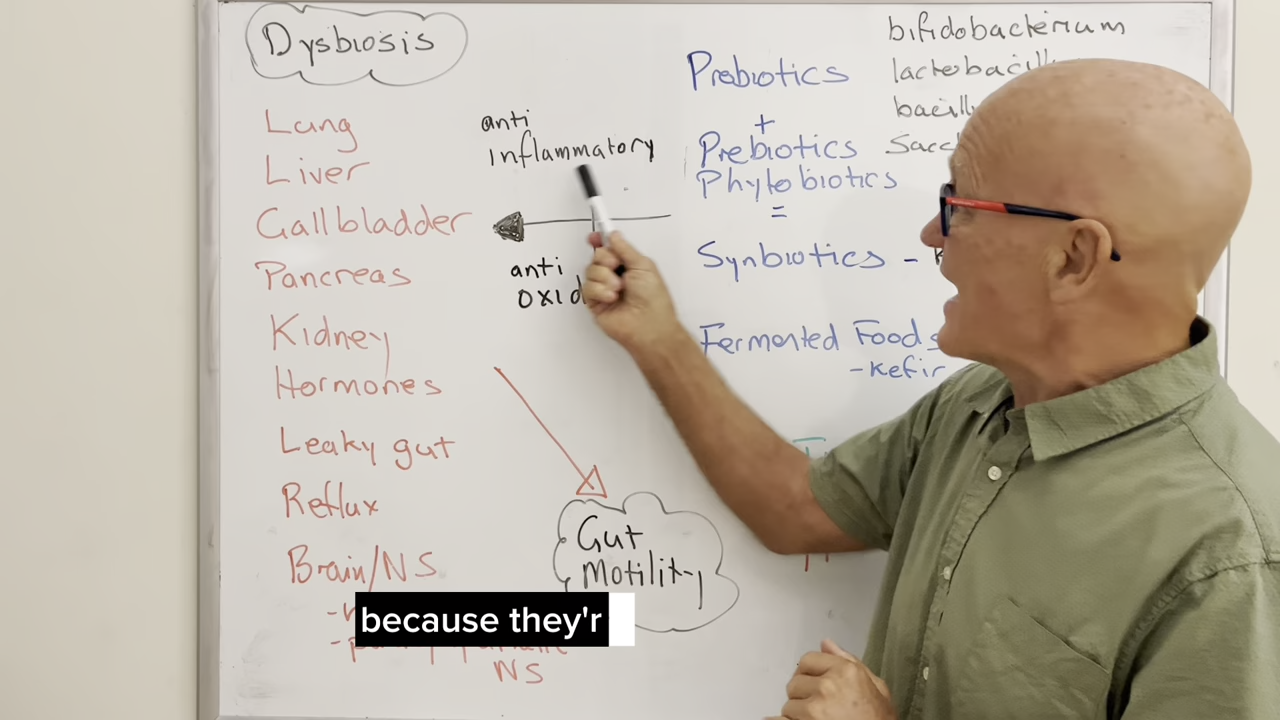 Dysbiosis
Lung
Liver
Gallbladder
Pancreas
Kidney
Hormones
Leaky gut
Reflux
Brain/NS
NS
anti
inflammatory
anti
Gut
Motility
Probiotics
+
Prebiotics
Phytobiotics
=
Synbiotics -
Fermented Foods
-kefir
bifidobacterium
because they'r